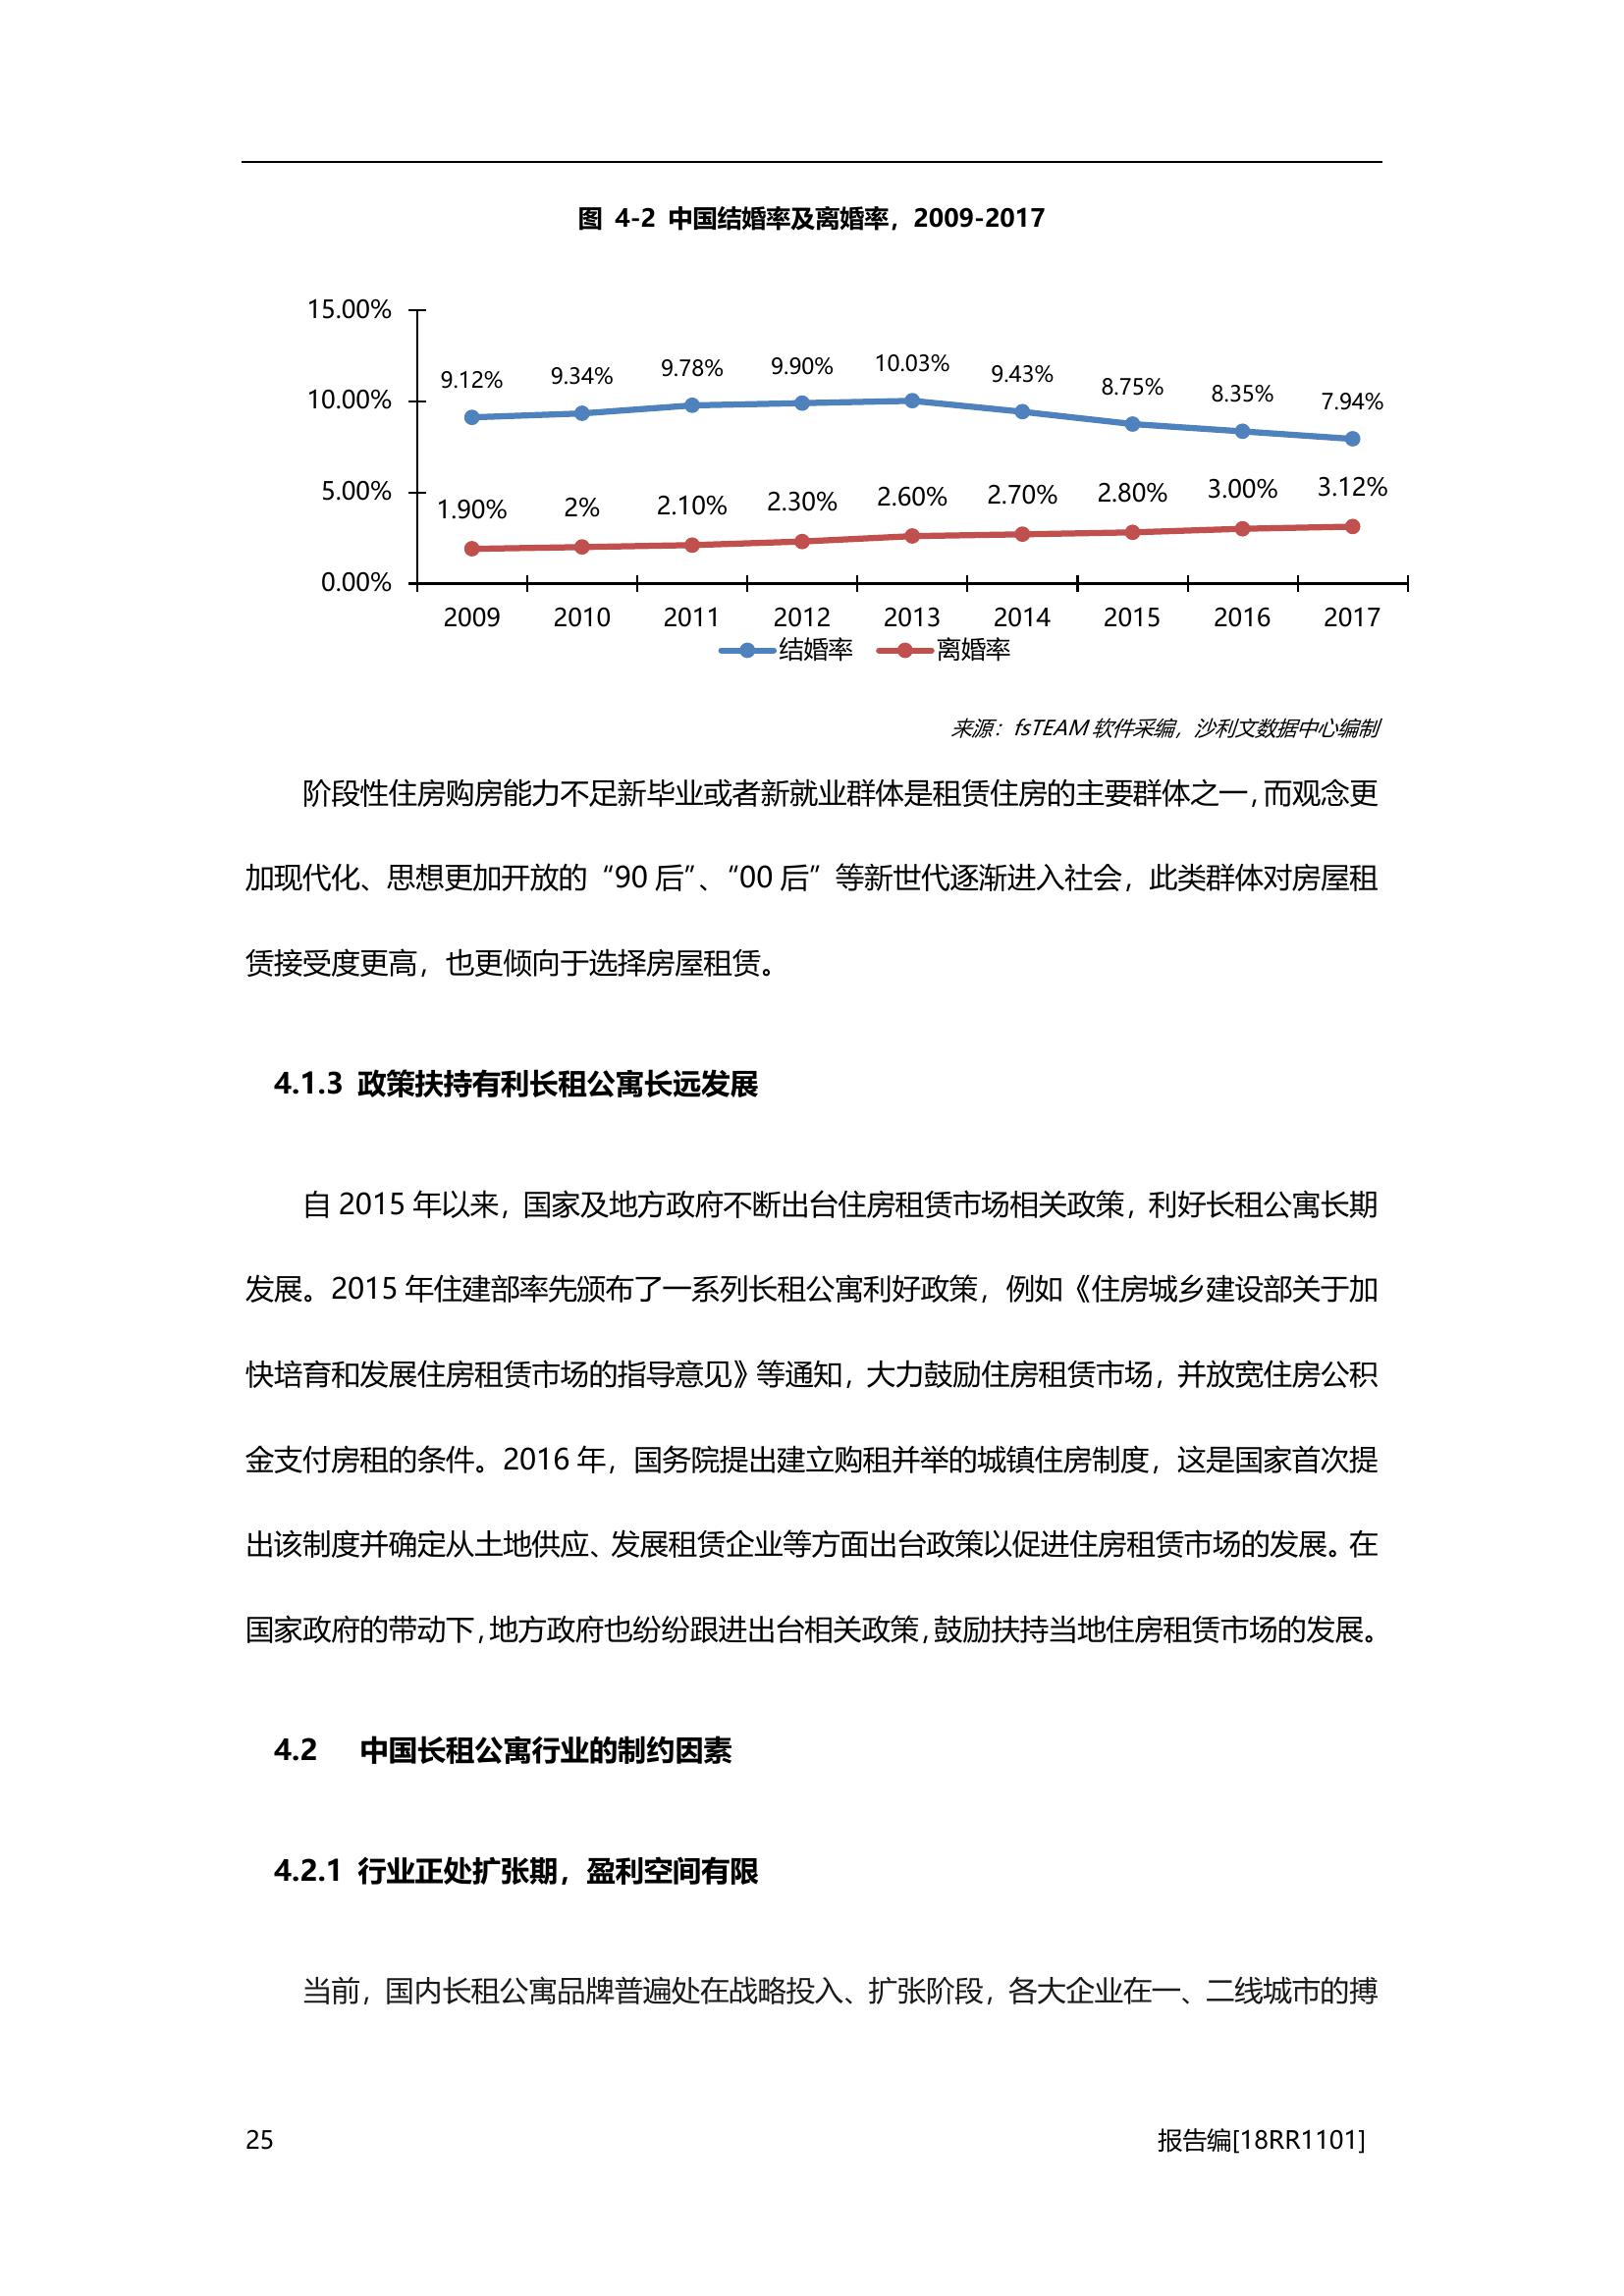 图 4-2 中国结婚率及离婚率，2009-2017
15.00%
10.00%
5.00%
0.00%
9.12% 9.34% 9.78% 9.90% 10.03% 9.43% 8.75% 8.35% 7.94%
1.90% 2% 2.10% 2.30% 2.60% 2.70% 2.80% 3.00% 3.12%
2009 2010 2011 2012 2013 2014 2015 2016 2017
结婚率 离婚率
来源：fsTEAM 软件采编，沙利文数据中心编制
阶段性住房购房能力不足新毕业或者新就业群体是租赁住房的主要群体之一，而观念更
加现代化、思想更加开放的“90 后”、“00 后”等新世代逐渐进入社会，此类群体对房屋租
赁接受度更高，也更倾向于选择房屋租赁。
4.1.3 政策扶持有利长租公寓长远发展
自 2015 年以来，国家及地方政府不断出台住房租赁市场相关政策，利好长租公寓长期
发展。2015 年住建部率先颁布了一系列长租公寓利好政策，例如《住房城乡建设部关于加
快培育和发展住房租赁市场的指导意见》等通知，大力鼓励住房租赁市场，并放宽住房公积
金支付房租的条件。2016 年，国务院提出建立购租并举的城镇住房制度，这是国家首次提
出该制度并确定从土地供应、发展租赁企业等方面出台政策以促进住房租赁市场的发展。在
国家政府的带动下，地方政府也纷纷跟进出台相关政策，鼓励扶持当地住房租赁市场的发展。
4.2 中国长租公寓行业的制约因素
4.2.1 行业正处扩张期，盈利空间有限
当前，国内长租公寓品牌普遍处在战略投入、扩张阶段，各大企业在一、二线城市的搏
25 报告编[18RR1101]